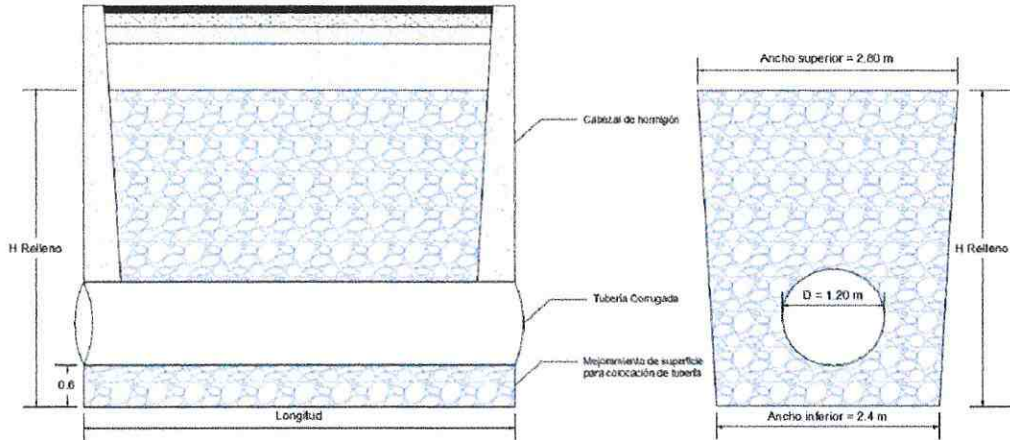 Ancho superior = 2.80 m
Cabezal de hormigón
H Relleno
H Relleno
D = 1.20 m
Tubería Corrugada
Mejoramiento de superficie
para colocación de tubería
0.6
Longitud
Ancho inferior = 2.4 m